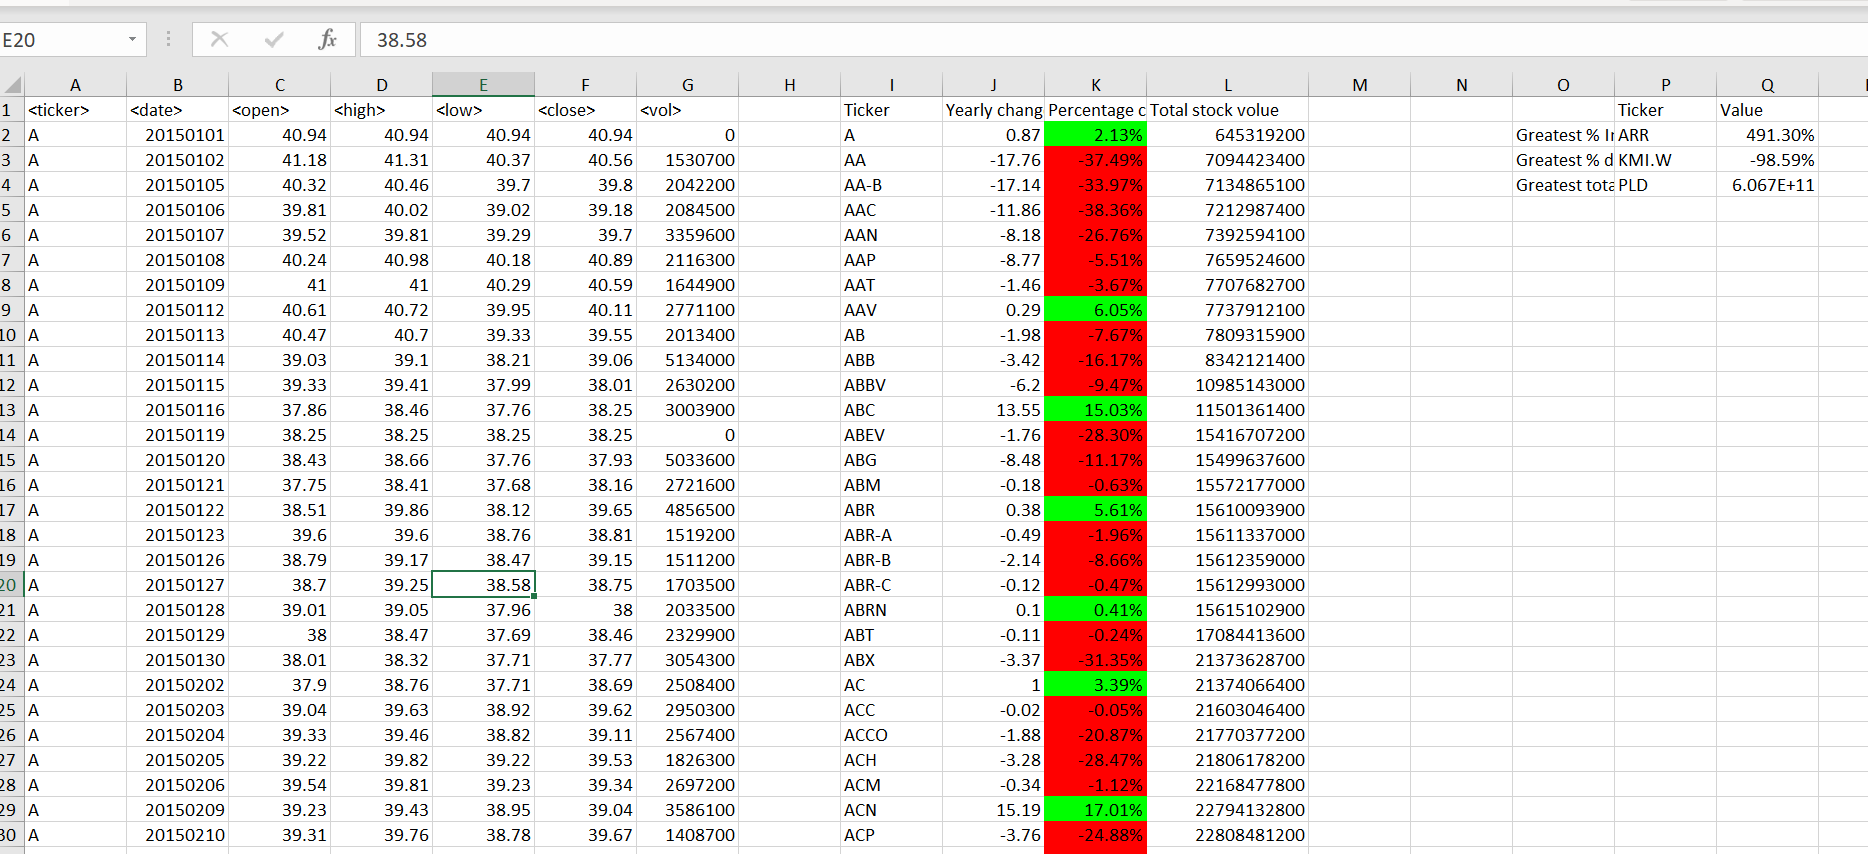 E20 fx 38.58
A B C D E F G H I J K L M N O P Q
1 <ticker> <date> <open> <high> <low> <close> <vol> Ticker Yearly chang Percentage c Total stock volue Ticker Value
2 A 20150101 40.94 40.94 40.94 40.94 0 A 0.87 2.13% 645319200 Greatest % Ir ARR 491.30%
3 A 20150102 41.18 41.31 40.37 40.56 1530700 AA -17.76 -37.49% 7094423400 Greatest % d KMI.W -98.59%
4 A 20150105 40.32 40.46 39.7 39.8 2042200 AA-B -17.14 -33.97% 7134865100 Greatest tota PLD 6.067E+11
5 A 20150106 39.81 40.02 39.02 39.18 2084500 AAC -11.86 -38.36% 7212987400
6 A 20150107 39.52 39.81 39.29 39.7 3359600 AAN -8.18 -26.76% 7392594100
7 A 20150108 40.24 40.98 40.18 40.89 2116300 AAP -8.77 -5.51% 7659524600
8 A 20150109 41 41 40.29 40.59 1644900 AAT -1.46 -3.67% 7707682700
9 A 20150112 40.61 40.72 39.95 40.11 2771100 AAV 0.29 6.05% 7737912100
10 A 20150113 40.47 40.7 39.33 39.55 2013400 AB -1.98 -7.67% 7809315900
11 A 20150114 39.03 39.1 38.21 39.06 5134000 ABB -3.42 -16.17% 8342121400
12 A 20150115 39.33 39.41 37.99 38.01 2630200 ABBV -6.2 -9.47% 10985143000
13 A 20150116 37.86 38.46 37.76 38.25 3003900 ABC 13.55 15.03% 11501361400
14 A 20150119 38.25 38.25 38.25 38.25 0 ABEV -1.76 -28.30% 15416707200
15 A 20150120 38.43 38.66 37.76 37.93 5033600 ABG -8.48 -11.17% 15499637600
16 A 20150121 37.75 38.41 37.68 38.16 2721600 ABM -0.18 -0.63% 15572177000
17 A 20150122 38.51 39.86 38.12 39.65 4856500 ABR 0.38 5.61% 15610093900
18 A 20150123 39.6 39.6 38.76 38.81 1519200 ABR-A -0.49 -1.96% 15611337000
19 A 20150126 38.79 39.17 38.47 39.15 1511200 ABR-B -2.14 -8.66% 15612359000
20 A 20150127 38.7 39.25 38.58 38.75 1703500 ABR-C -0.12 -0.47% 15612993000
21 A 20150128 39.01 39.05 37.96 38 2033500 ABRN 0.1 0.41% 15615102900
22 A 20150129 38 38.47 37.69 38.46 2329900 ABT -0.11 -0.24% 17084413600
23 A 20150130 38.01 38.32 37.71 37.77 3054300 ABX -3.37 -31.35% 21373628700
24 A 20150202 37.9 38.76 37.71 38.69 2508400 AC 1 3.39% 21374066400
25 A 20150203 39.04 39.63 38.92 39.62 2950300 ACC -0.02 -0.05% 21603046400
26 A 20150204 39.33 39.46 38.82 39.11 2567400 ACCO -1.88 -20.87% 21770377200
27 A 20150205 39.22 39.82 39.22 39.53 1826300 ACH -3.28 -28.47% 21806178200
28 A 20150206 39.54 39.81 39.23 39.34 2697200 ACM -0.34 -1.12% 22168477800
29 A 20150209 39.23 39.43 38.95 39.04 3586100 ACN 15.19 17.01% 22794132800
30 A 20150210 39.31 39.76 38.78 39.67 1408700 ACP -3.76 -24.88% 22808481200